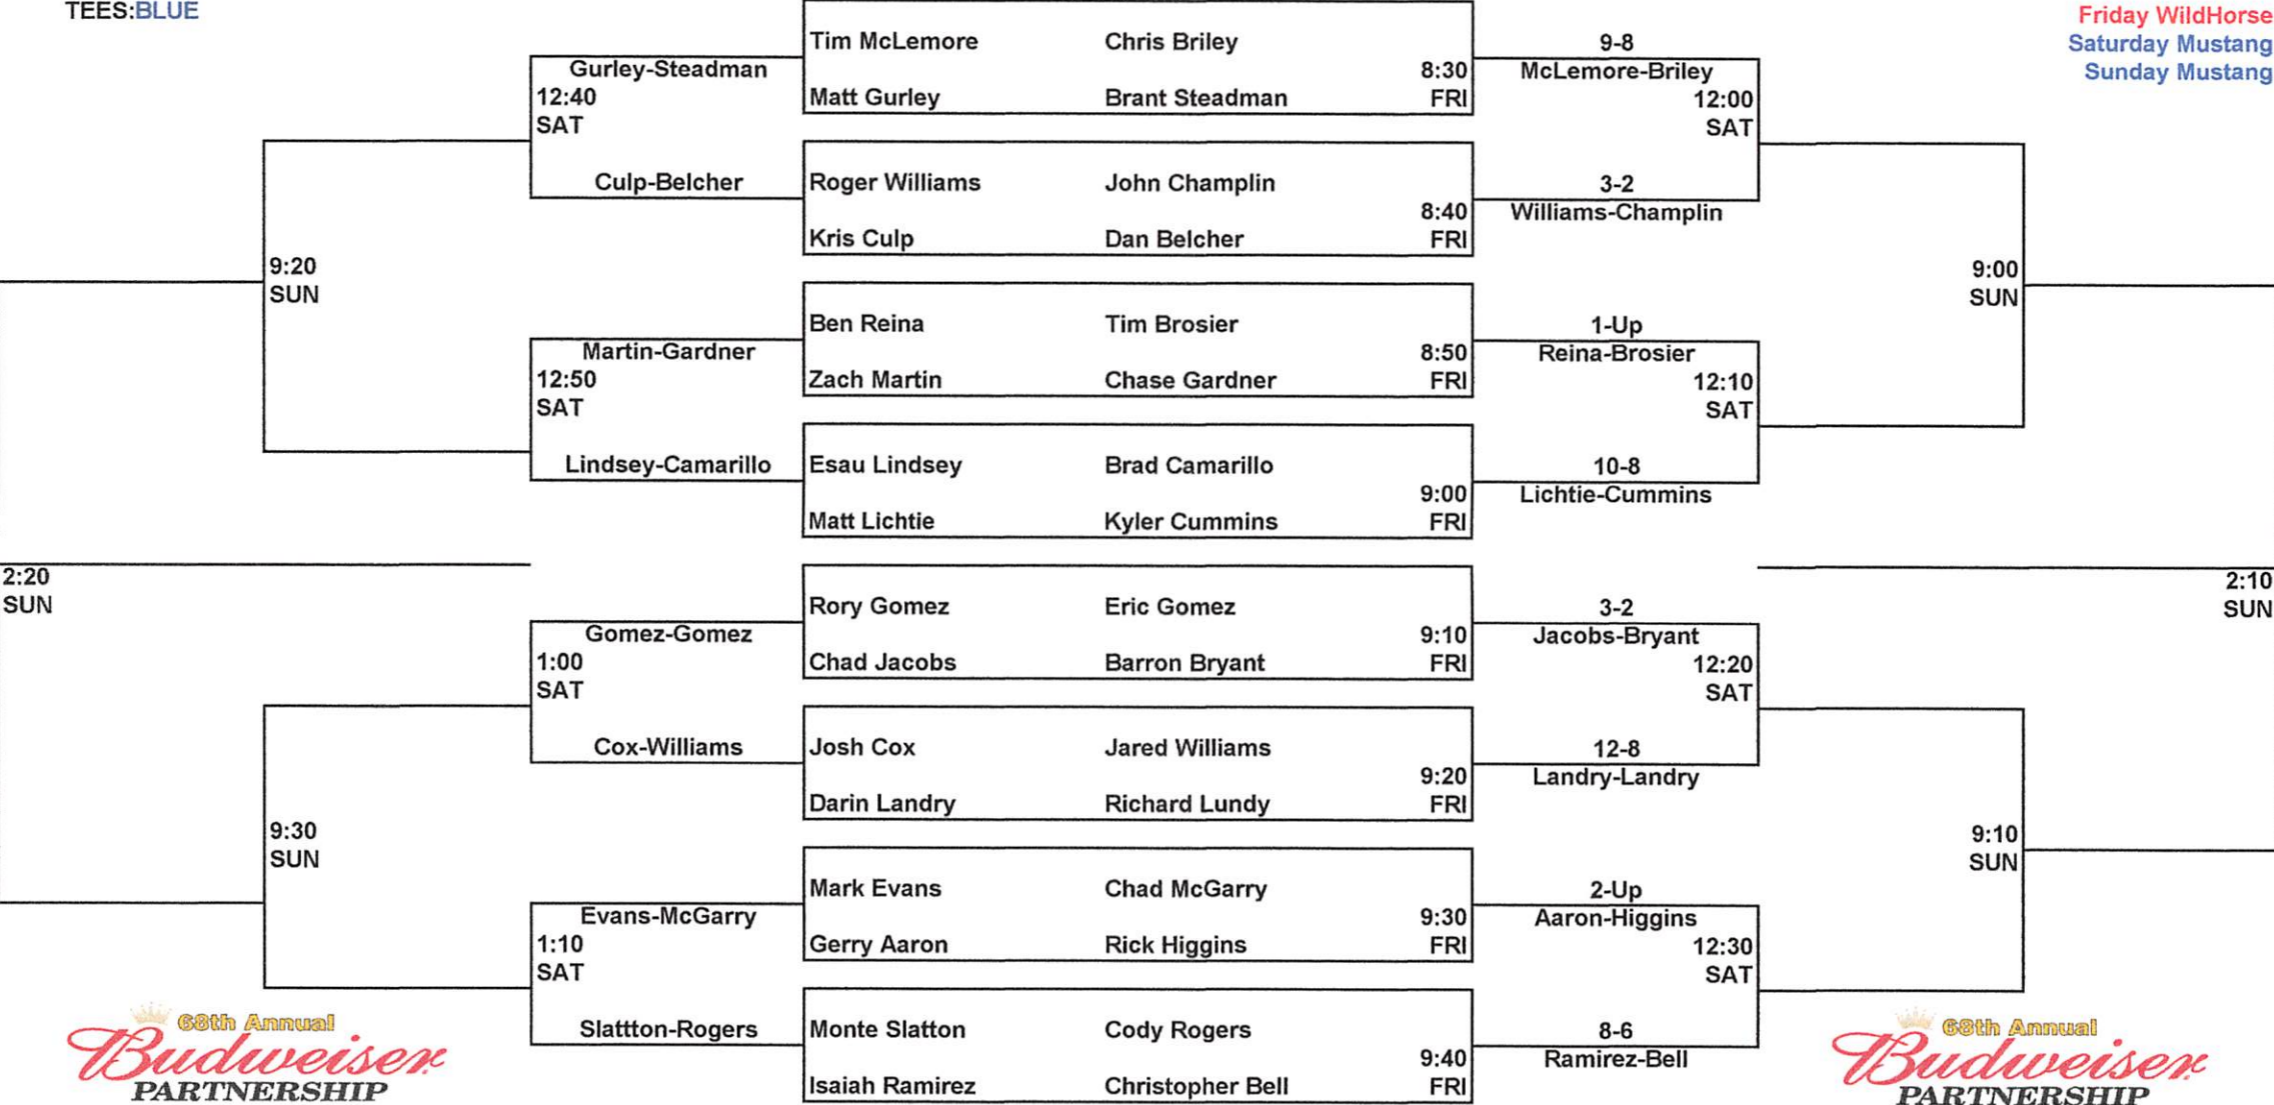 TEES:BLUE
Friday WildHorse
Saturday Mustang
Sunday Mustang
Gurley-Steadman
12:40
SAT
Culp-Belcher
9:20
SUN
Martin-Gardner
12:50
SAT
Lindsey-Camarillo
2:20
SUN
Gomez-Gomez
1:00
SAT
Cox-Williams
9:30
SUN
Evans-McGarry
1:10
SAT
Slattton-Rogers
Tim McLemore Chris Briley
8:30
Matt Gurley Brant Steadman FRI
Roger Williams John Champlin
8:40
Kris Culp Dan Belcher FRI
Ben Reina Tim Brosier
8:50
Zach Martin Chase Gardner FRI
Esau Lindsey Brad Camarillo
9:00
Matt Lichtie Kyler Cummins FRI
Rory Gomez Eric Gomez
9:10
Chad Jacobs Barron Bryant FRI
Josh Cox Jared Williams
9:20
Darin Landry Richard Lundy FRI
Mark Evans Chad McGarry
9:30
Gerry Aaron Rick Higgins FRI
Monte Slatton Cody Rogers
9:40
Isaiah Ramirez Christopher Bell FRI
9-8
McLemore-Briley
12:00
SAT
3-2
Williams-Champlin
9:00
SUN
1-Up
Reina-Brosier
12:10
SAT
10-8
Lichtie-Cummins
2:10
SUN
3-2
Jacobs-Bryant
12:20
SAT
12-8
Landry-Landry
9:10
SUN
2-Up
Aaron-Higgins
12:30
SAT
8-6
Ramirez-Bell
68th Annual
Budweiser
PARTNERSHIP
68th Annual
Budweiser
PARTNERSHIP